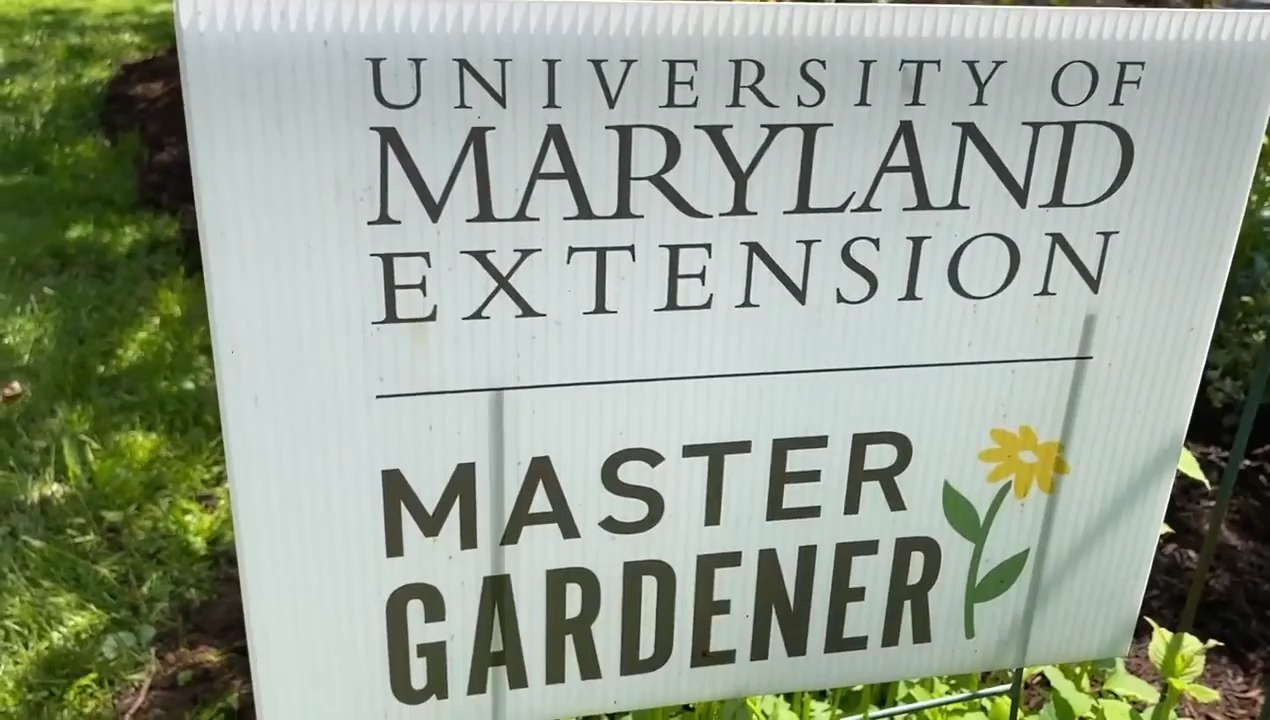 UNIVERSITY OF
MARYLAND
EXTENSION
MASTER
GARDENER